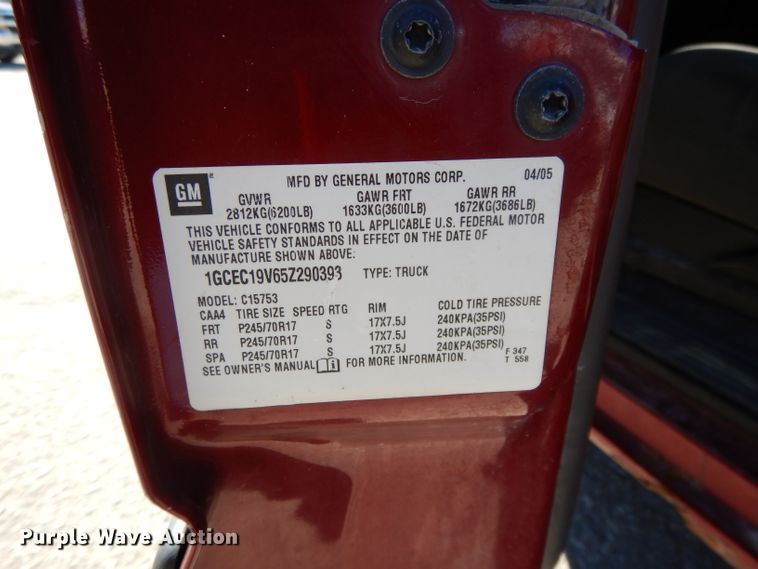 GM
MFD BY GENERAL MOTORS CORP. 04/05
GVWR GAWR FRT GAWR RR
2812KG(6200LB) 1633KG(3600LB) 1672KG(3686LB)
THIS VEHICLE CONFORMS TO ALL APPLICABLE U.S. FEDERAL MOTOR
VEHICLE SAFETY STANDARDS IN EFFECT ON THE DATE OF
MANUFACTURE SHOWN ABOVE.
1GCEC19V65Z290393 TYPE: TRUCK
MODEL: C15753
CAA4 TIRE SIZE SPEED RTG RIM COLD TIRE PRESSURE
FRT P245/70R17 S 17X7.5J 240KPA(35PSI)
RR P245/70R17 S 17X7.5J 240KPA(35PSI)
SPA P245/70R17 S 17X7.5J 240KPA(35PSI)
SEE OWNER'S MANUAL FOR MORE INFORMATION.
F 347
T 558
Purple Wave Auction